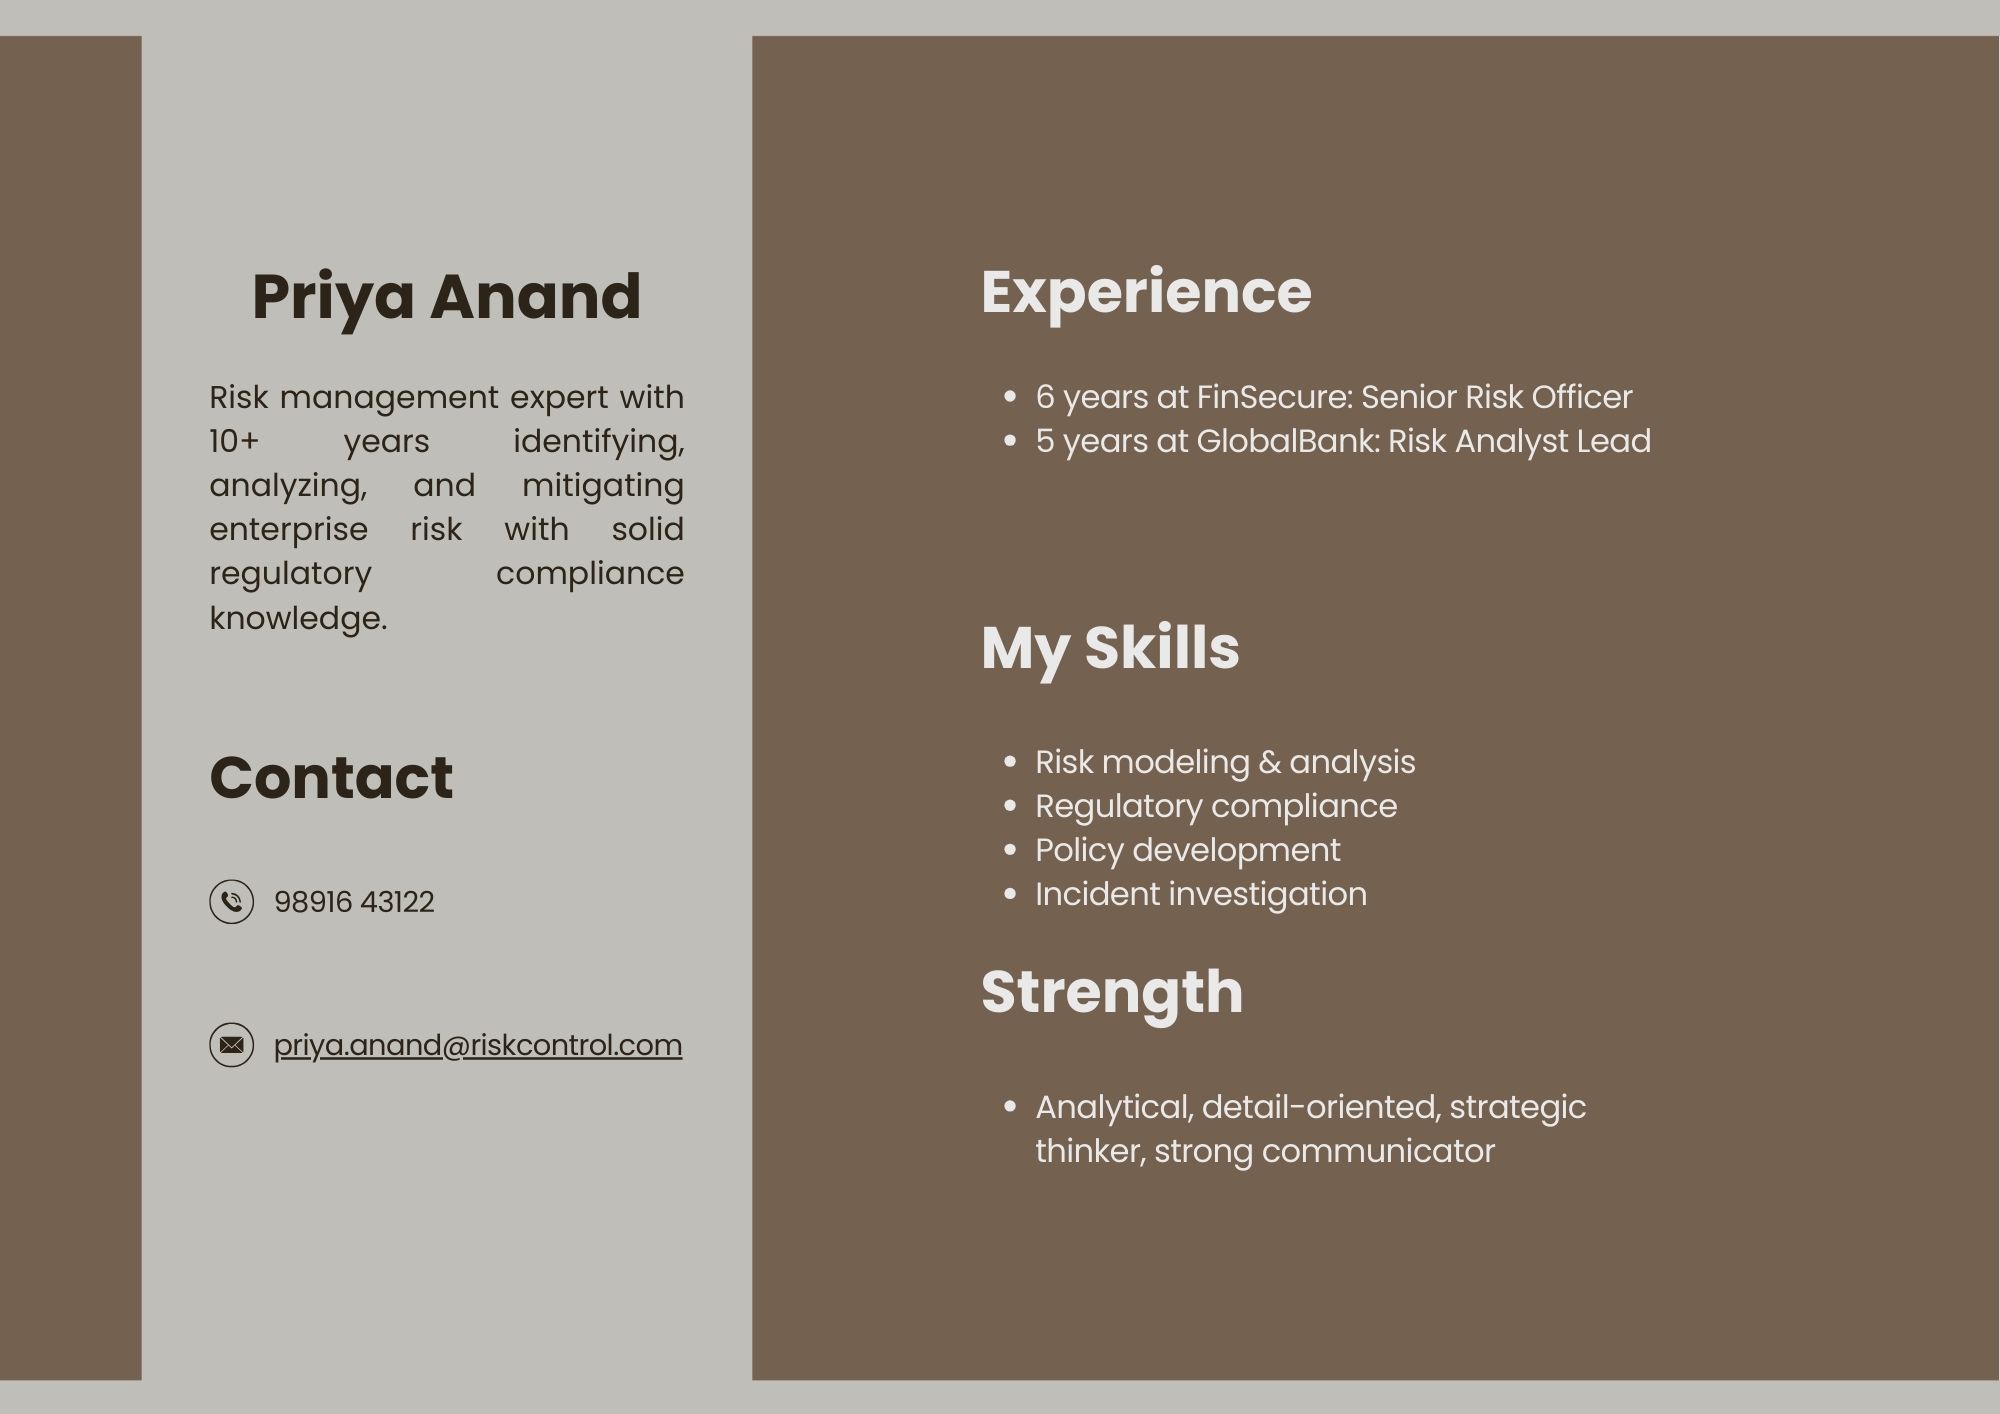 Priya Anand
Risk management expert with
10+ years identifying,
analyzing, and mitigating
enterprise risk with solid
regulatory compliance
knowledge.
Contact
98916 43122
priya.anand@riskcontrol.com
Experience
• 6 years at FinSecure: Senior Risk Officer
• 5 years at GlobalBank: Risk Analyst Lead
My Skills
• Risk modeling & analysis
• Regulatory compliance
• Policy development
• Incident investigation
Strength
• Analytical, detail-oriented, strategic
thinker, strong communicator